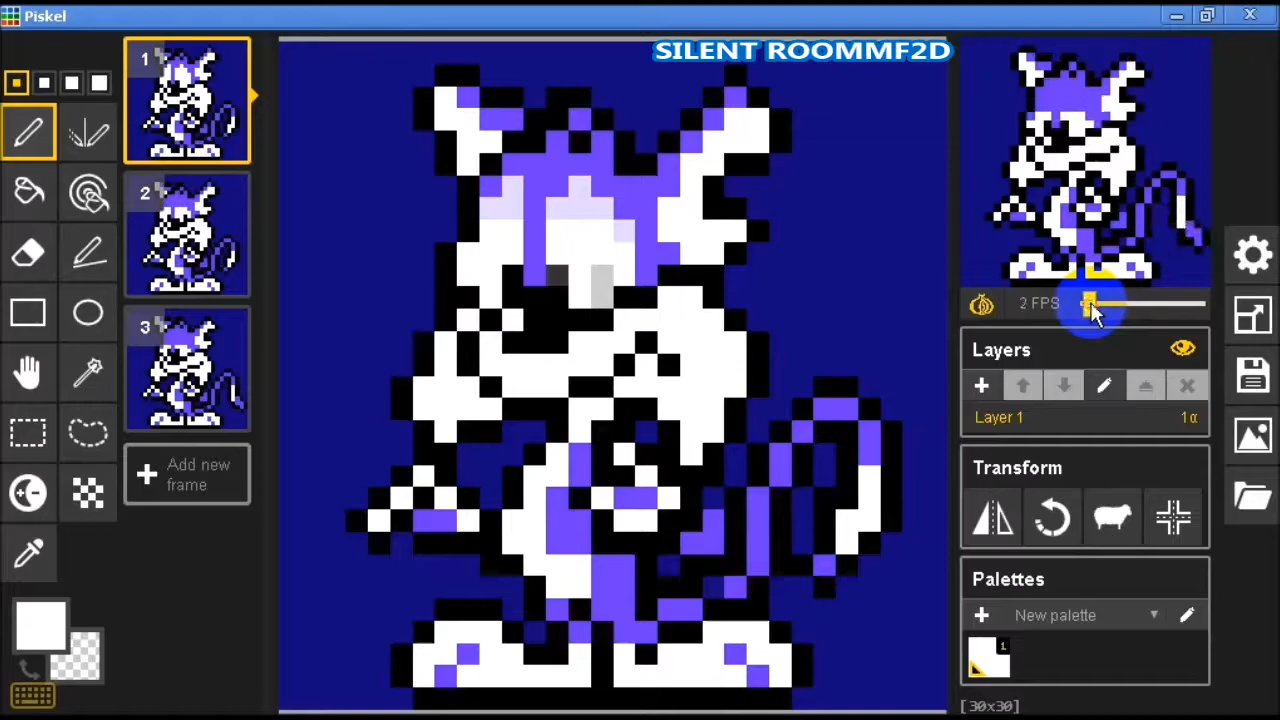 Piskel
SILENT ROOMMF2D
1
2
3
Add new
frame
2 FPS
Layers
Layer 1
1α
Transform
Palettes
New palette
1
[30x30]